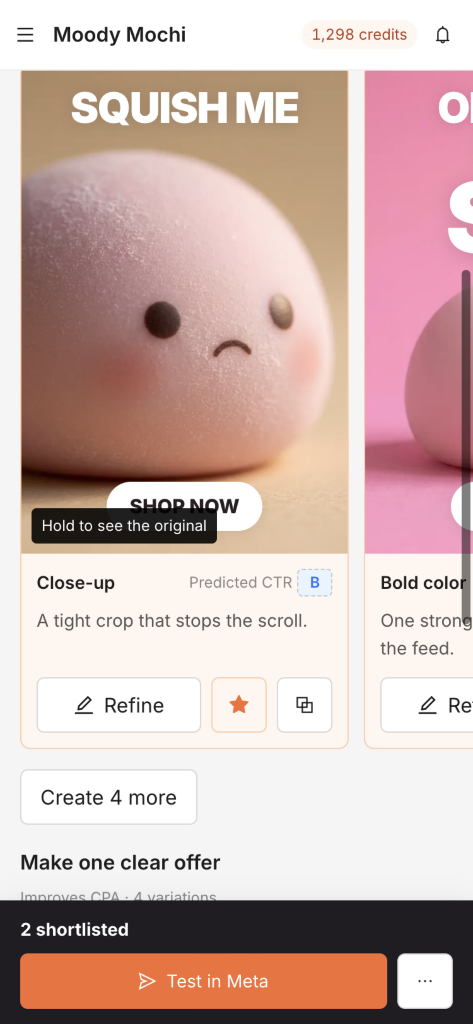 Moody Mochi
1,298 credits
SQUISH ME
SHOP NOW
Hold to see the original
Close-up
Predicted CTR B
A tight crop that stops the scroll.
Refine
Bold color
One strong
the feed.
Create 4 more
Make one clear offer
Improves CPA · 4 variations
2 shortlisted
Test in Meta